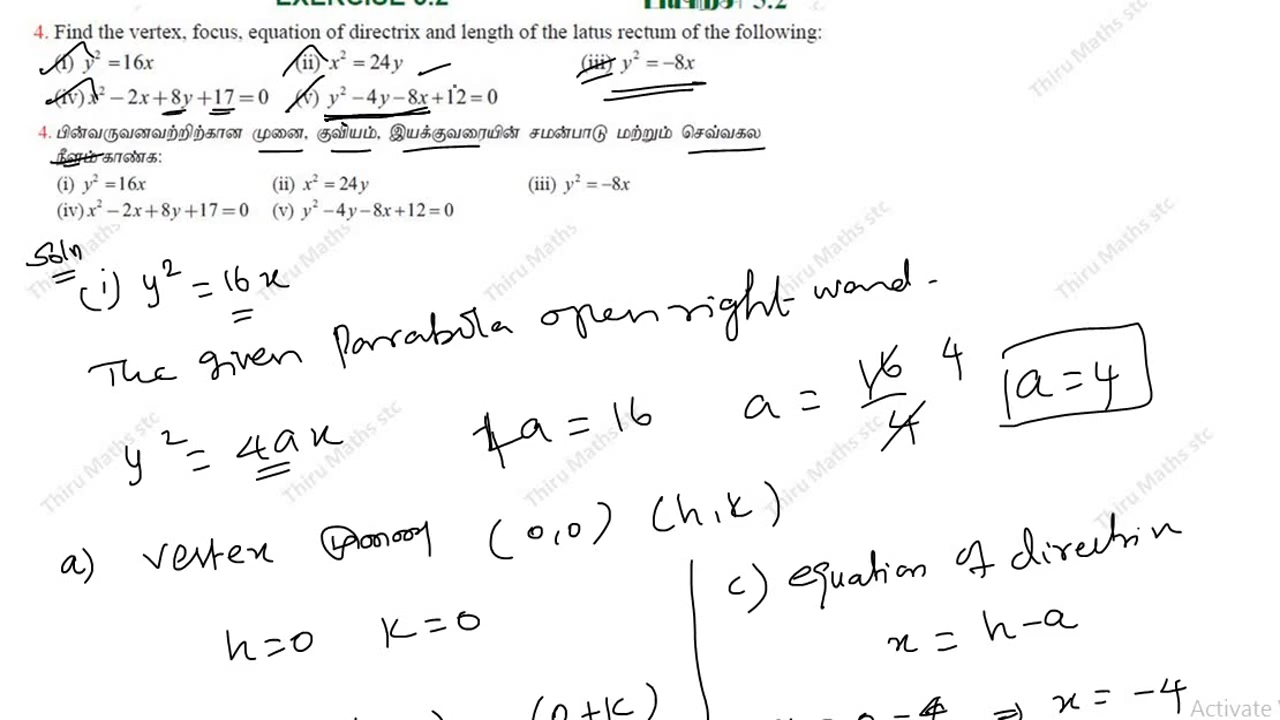 4. Find the vertex, focus, equation of directrix and length of the latus rectum of the following:
(i) y² =16x (ii) x² = 24y (iii) y² = −8x
(iv) x² − 2x + 8y + 17 = 0 (v) y² − 4y − 8x + 12 = 0
4. பின்வருவனவற்றிற்கான முனை, குவியம், இயக்குவரையின் சமன்பாடு மற்றும் செவ்வகல
நீளம் காண்க:
(i) y² =16x (ii) x² = 24y (iii) y² = −8x
(iv) x² − 2x + 8y + 17 = 0 (v) y² − 4y − 8x + 12 = 0
Soln
(i) y² = 16x
The given Parrabola open right ward.
y² = 4ax 4a = 16 a = 16/4 4 a = 4
a) vertex முனை (0,0) (h,k)
h=0 k=0
c) equation of directrix
x = h-a
⇒ x = -4
(0+k)
Thiru Maths stc
Activate